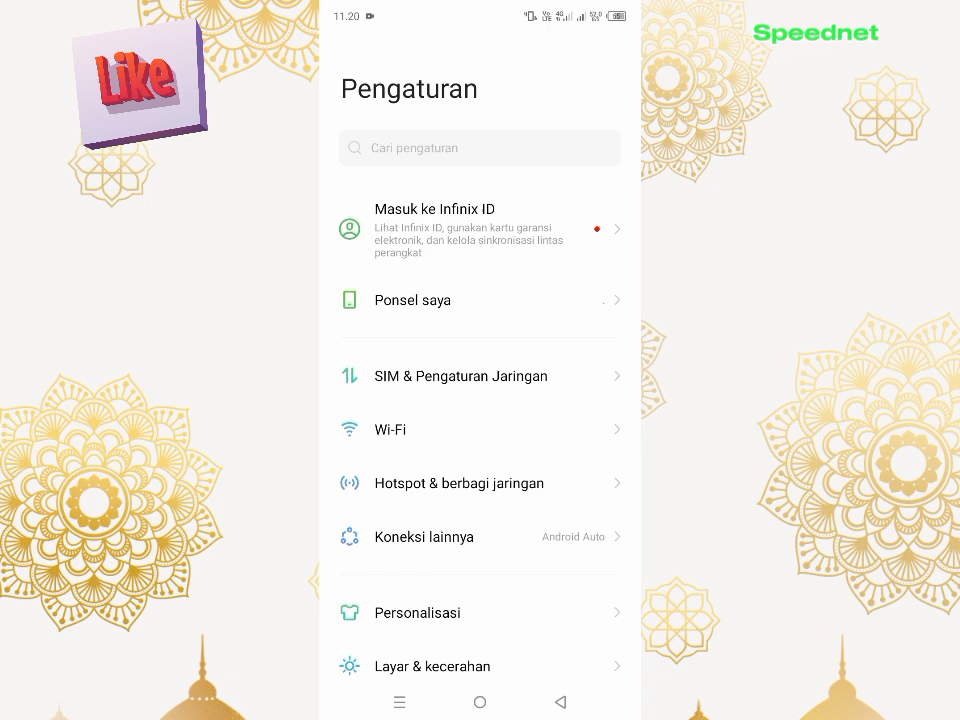 Like
Speednet
11.20
Pengaturan
Cari pengaturan
Masuk ke Infinix ID
Lihat Infinix ID, gunakan kartu garansi
elektronik, dan kelola sinkronisasi lintas
perangkat
Ponsel saya
SIM & Pengaturan Jaringan
Wi-Fi
Hotspot & berbagi jaringan
Koneksi lainnya
Android Auto
Personalisasi
Layar & kecerahan